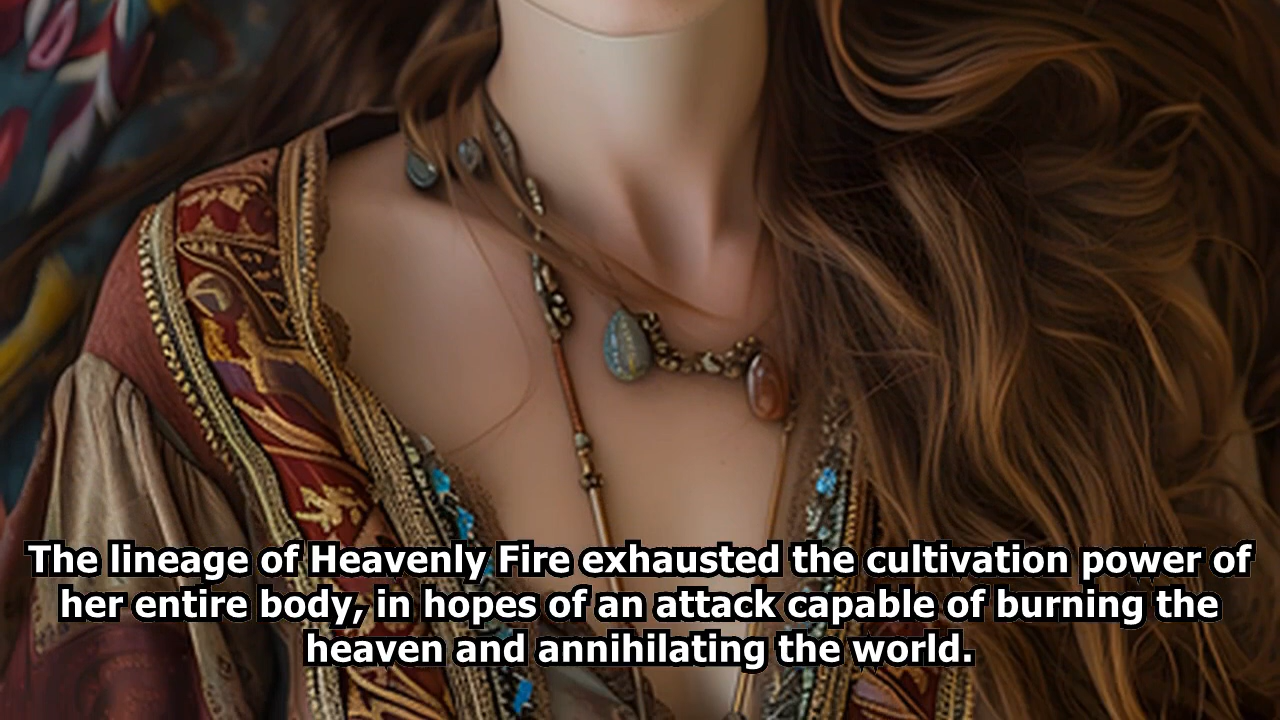 The lineage of Heavenly Fire exhausted the cultivation power of
her entire body, in hopes of an attack capable of burning the
heaven and annihilating the world.